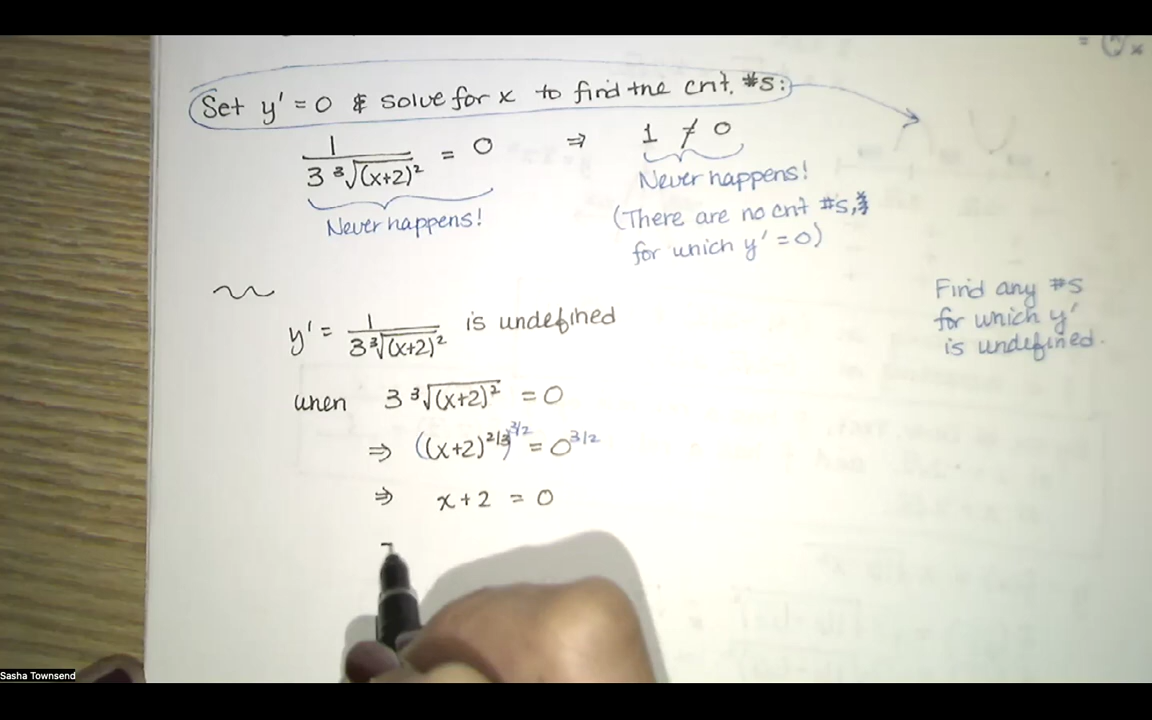 Set y' = 0 & solve for x to find the crit. #s:
1 / 3 ∛(x+2)² = 0 ⇒ 1 ≠ 0
Never happens!
Never happens!
(There are no crit #s,
for which y' = 0)
y' = 1 / 3 ∛(x+2)² is undefined
when 3 ∛(x+2)² = 0
⇒ ((x+2)^2/3)^3/2 = 0^3/2
⇒ x+2 = 0
Find any #s
for which y'
is undefined.
Sasha Townsend